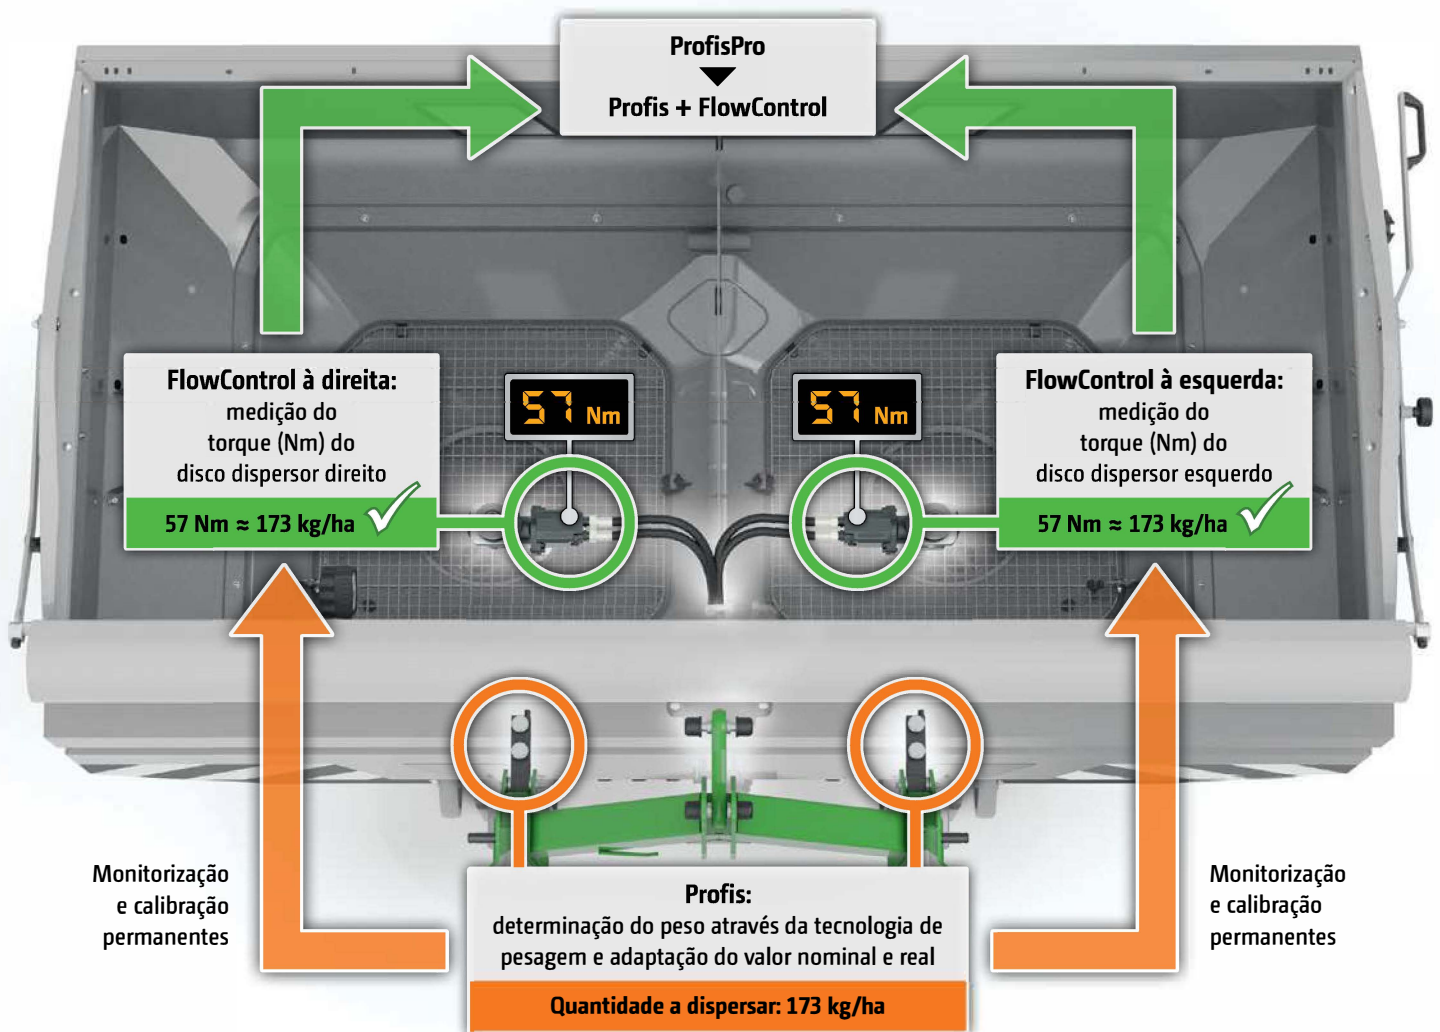 ProfisPro
Profis + FlowControl
FlowControl à direita:
medição do
torque (Nm) do
disco dispersor direito
57 Nm ≈ 173 kg/ha
57 Nm
57 Nm
FlowControl à esquerda:
medição do
torque (Nm) do
disco dispersor esquerdo
57 Nm ≈ 173 kg/ha
Monitorização
e calibração
permanentes
Profis:
determinação do peso através da tecnologia de
pesagem e adaptação do valor nominal e real
Quantidade a dispersar: 173 kg/ha
Monitorização
e calibração
permanentes